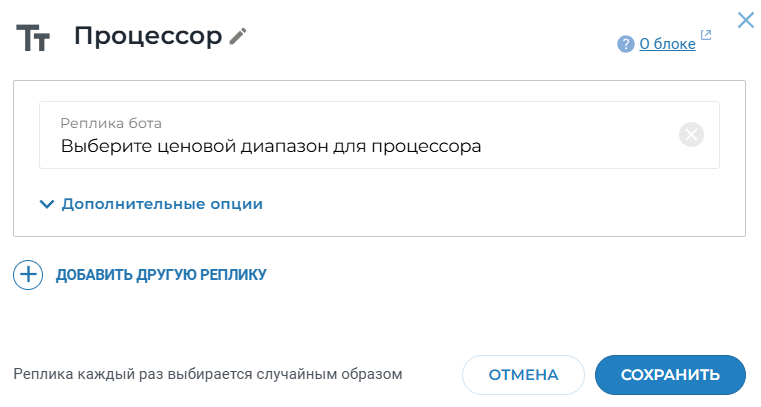 Тт Процессор
? О блоке
Реплика бота
Выберите ценовой диапазон для процессора
Дополнительные опции
ДОБАВИТЬ ДРУГУЮ РЕПЛИКУ
Реплика каждый раз выбирается случайным образом
ОТМЕНА
СОХРАНИТЬ